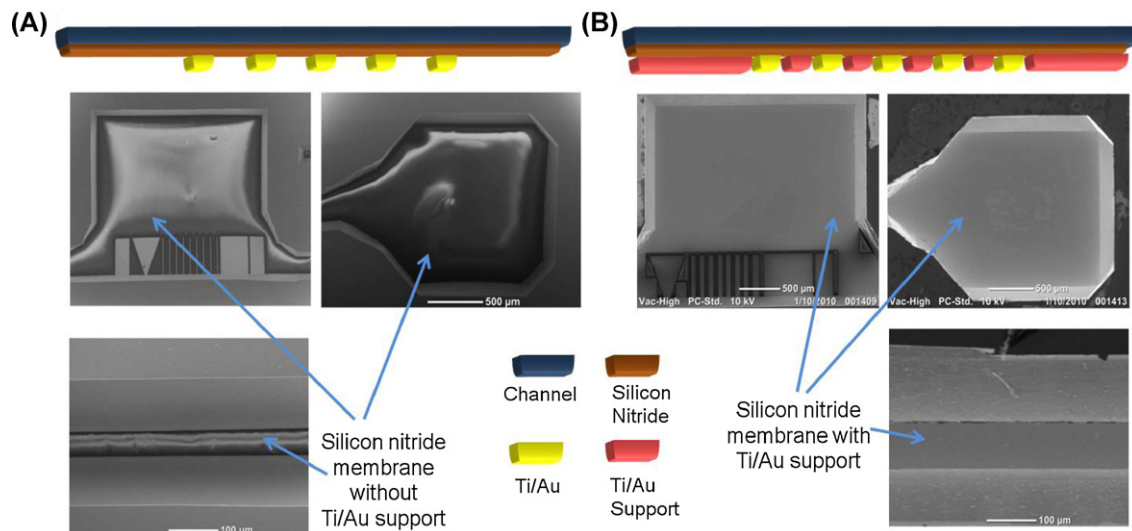 (A)
(B)
500 µm
500 µm
Vac-High PC-Std. 10 kV 1/10/2010 001409
500 µm
Vac-High PC-Std. 10 kV 1/10/2010 001413
Channel
Silicon
Nitride
Ti/Au
Ti/Au
Support
Silicon nitride
membrane
without
Ti/Au support
Silicon nitride
membrane with
Ti/Au support
100 µm
100 µm